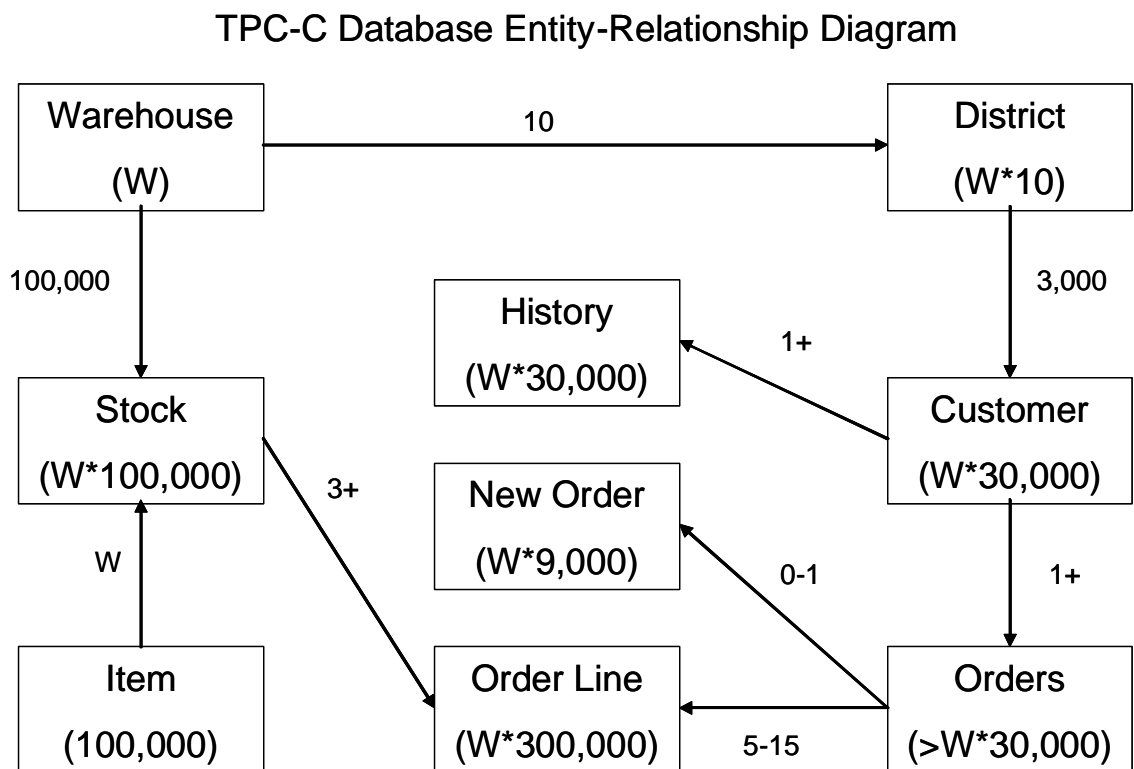 TPC-C Database Entity-Relationship Diagram
Warehouse
(W)
10
District
(W*10)
100,000
3,000
History
(W*30,000)
1+
Stock
(W*100,000)
Customer
(W*30,000)
3+
New Order
(W*9,000)
W
0-1
1+
Item
(100,000)
Order Line
(W*300,000)
5-15
Orders
(>W*30,000)